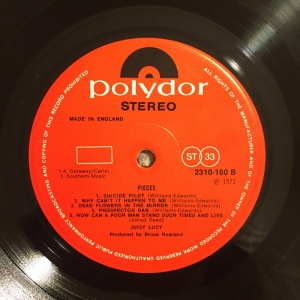 polydor
STEREO
MADE IN ENGLAND
1-4. Getaway/Carlin
5. Southern Music
ST 33
2310-160 B
℗ 1972
PIECES
1. SUICIDE PILOT (Williams-Edwards)
2. WHY CAN'T IT HAPPEN TO ME (Williams-Edwards)
3. DEAD FLOWERS IN THE MIRROR (Williams-Edwards)
4. PROSPECTOR DAN (Williams-Edwards)
5. HOW CAN A POOR MAN STAND SUCH TIMES AND LIVE
(Alfred Reed)
JUICY LUCY
Produced by Bruce Rowland
ALL RIGHTS OF THE MANUFACTURER AND OF THE OWNER OF THE RECORDED WORK RESERVED UNAUTHORISED PUBLIC PERFORMANCE BROADCASTING AND COPYING OF THIS RECORD PROHIBITED